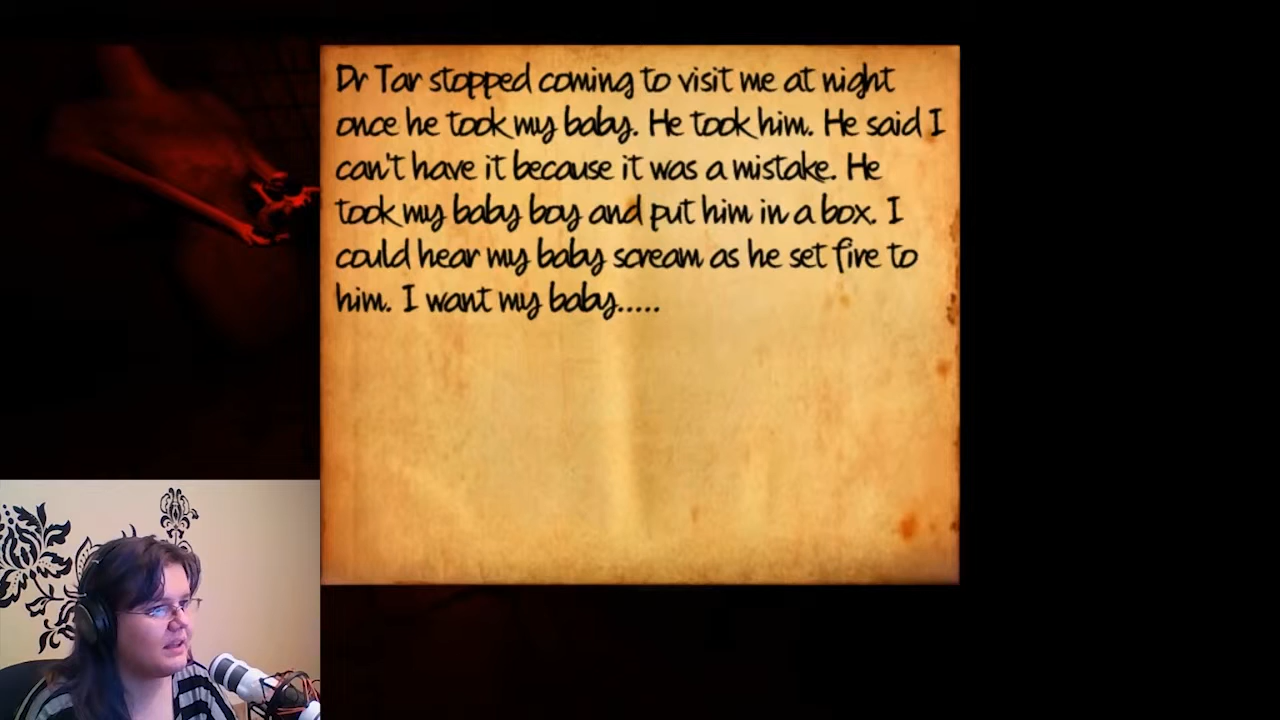 Dr Tar stopped coming to visit me at night
once he took my baby. He took him. He said I
can't have it because it was a mistake. He
took my baby boy and put him in a box. I
could hear my baby scream as he set fire to
him. I want my baby.....